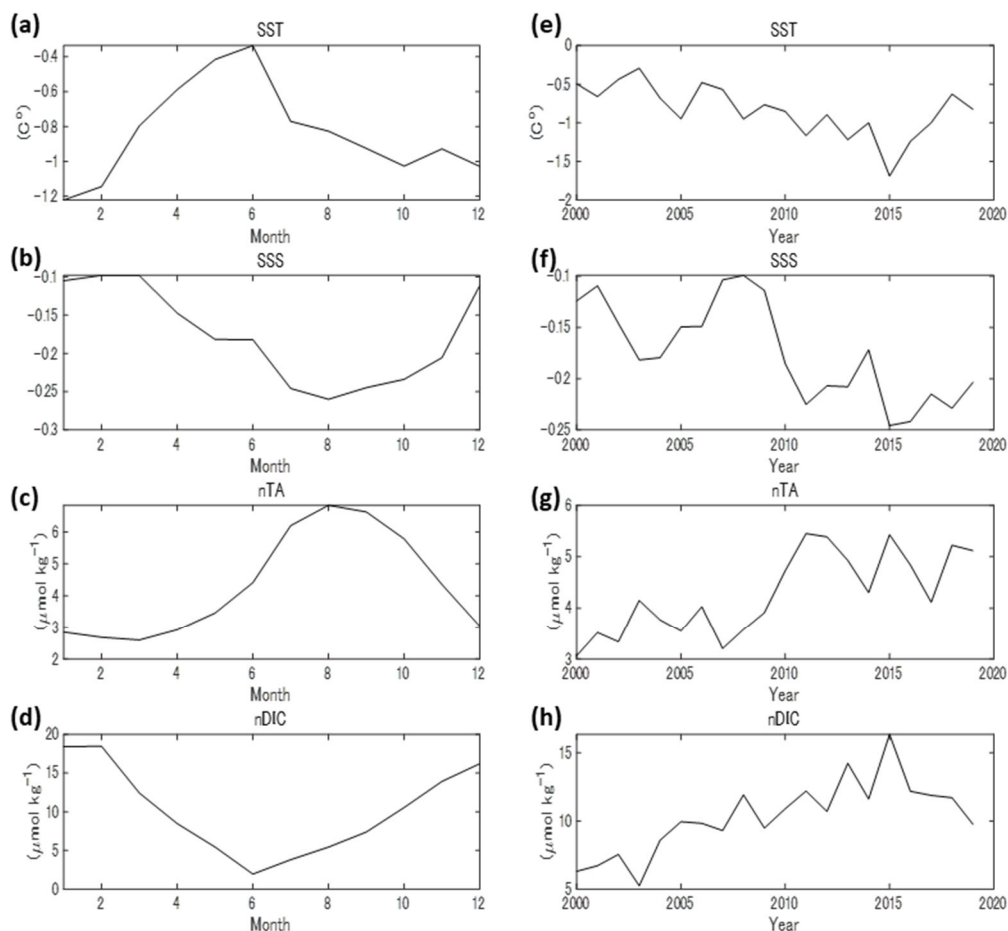 (a)
SST
-0.4
-0.6
-0.8
-1
-1.2
(C°)
2 4 6 8 10 12
Month
(b)
SSS
-0.1
-0.15
-0.2
-0.25
-0.3
2 4 6 8 10 12
Month
(c)
nTA
6
5
4
3
2
(μmol kg⁻¹)
2 4 6 8 10 12
Month
(d)
nDIC
20
15
10
5
0
(μmol kg⁻¹)
2 4 6 8 10 12
Month
(e)
SST
0
-0.5
-1
-1.5
-2
(C°)
2000 2005 2010 2015 2020
Year
(f)
SSS
-0.1
-0.15
-0.2
-0.25
2000 2005 2010 2015 2020
Year
(g)
nTA
6
5
4
3
(μmol kg⁻¹)
2000 2005 2010 2015 2020
Year
(h)
nDIC
15
10
5
(μmol kg⁻¹)
2000 2005 2010 2015 2020
Year